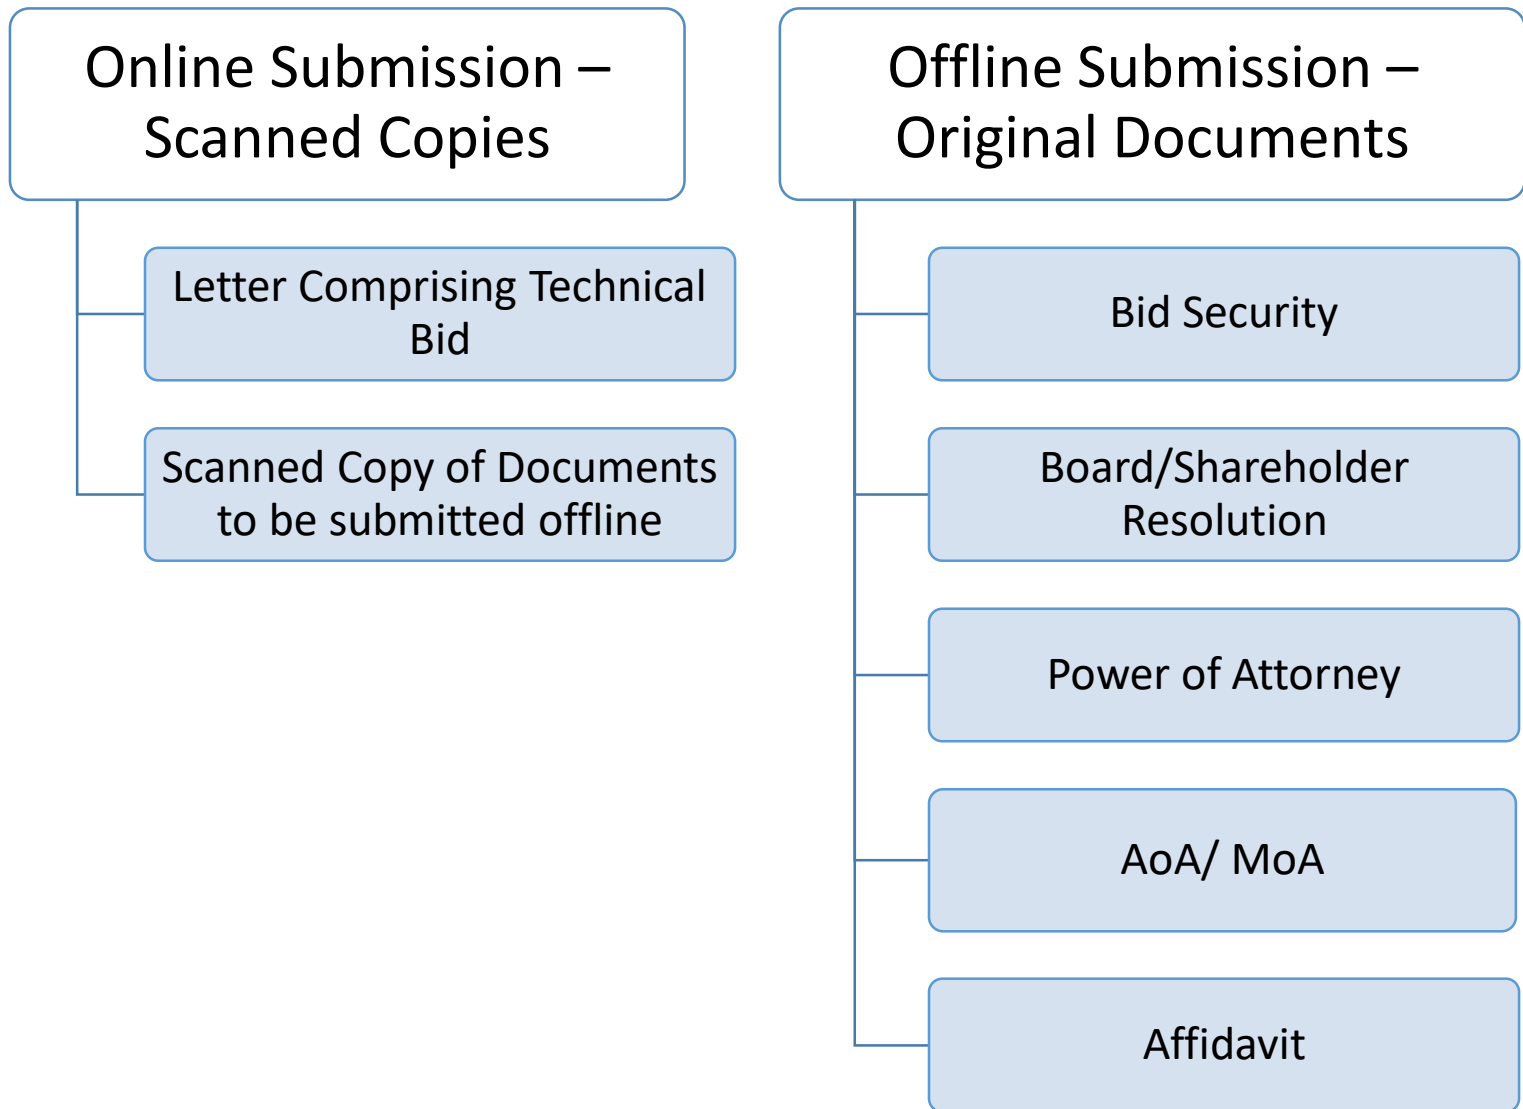 Online Submission –
Scanned Copies
Letter Comprising Technical
Bid
Scanned Copy of Documents
to be submitted offline
Offline Submission –
Original Documents
Bid Security
Board/Shareholder
Resolution
Power of Attorney
AoA/ MoA
Affidavit